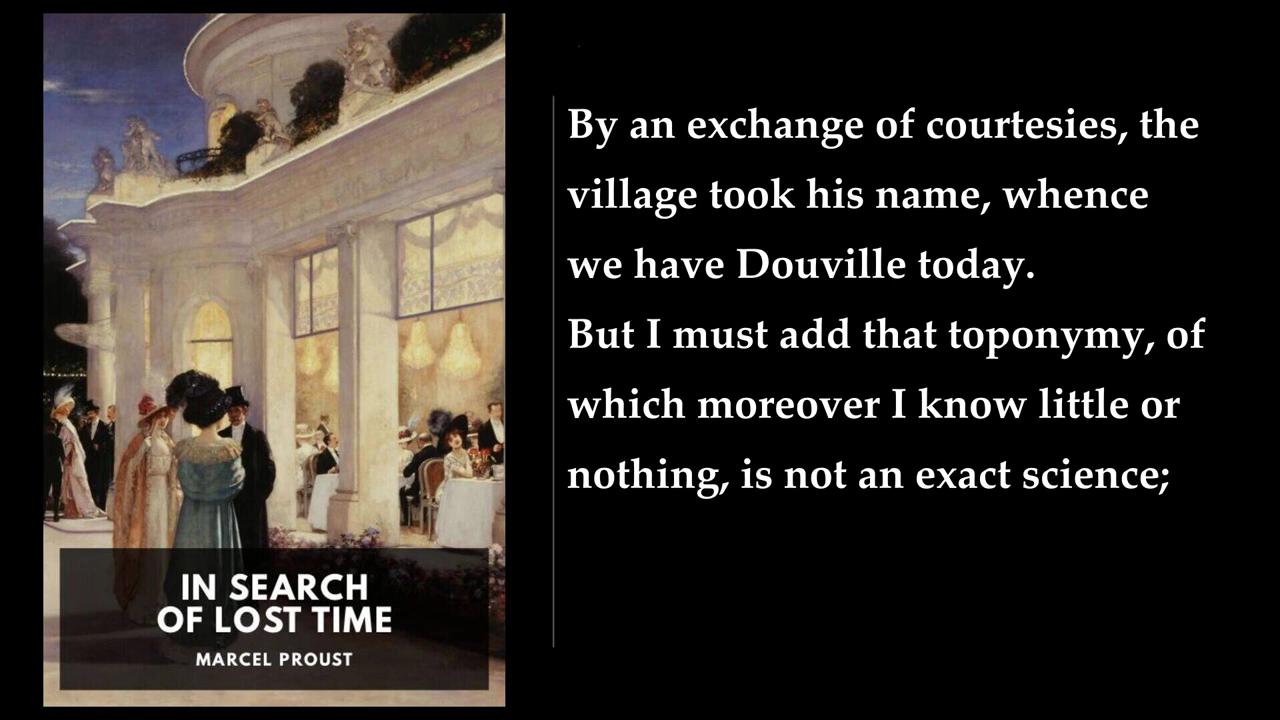 IN SEARCH
OF LOST TIME
MARCEL PROUST
By an exchange of courtesies, the
village took his name, whence
we have Douville today.
But I must add that toponymy, of
which moreover I know little or
nothing, is not an exact science;